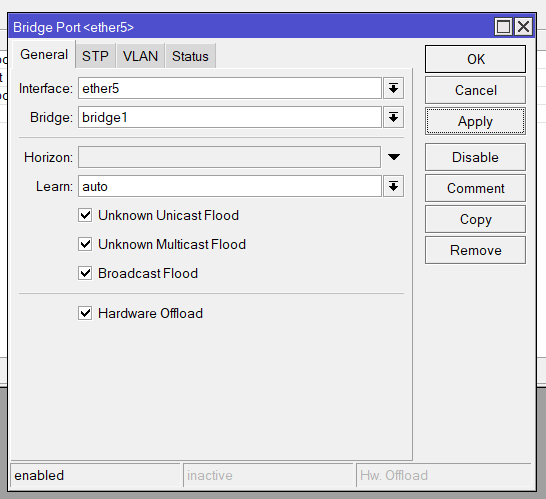 Bridge Port <ether5>
General STP VLAN Status
Interface: ether5
Bridge: bridge1
Horizon:
Learn: auto
Unknown Unicast Flood
Unknown Multicast Flood
Broadcast Flood
Hardware Offload
OK
Cancel
Apply
Disable
Comment
Copy
Remove
enabled inactive Hw. Offload